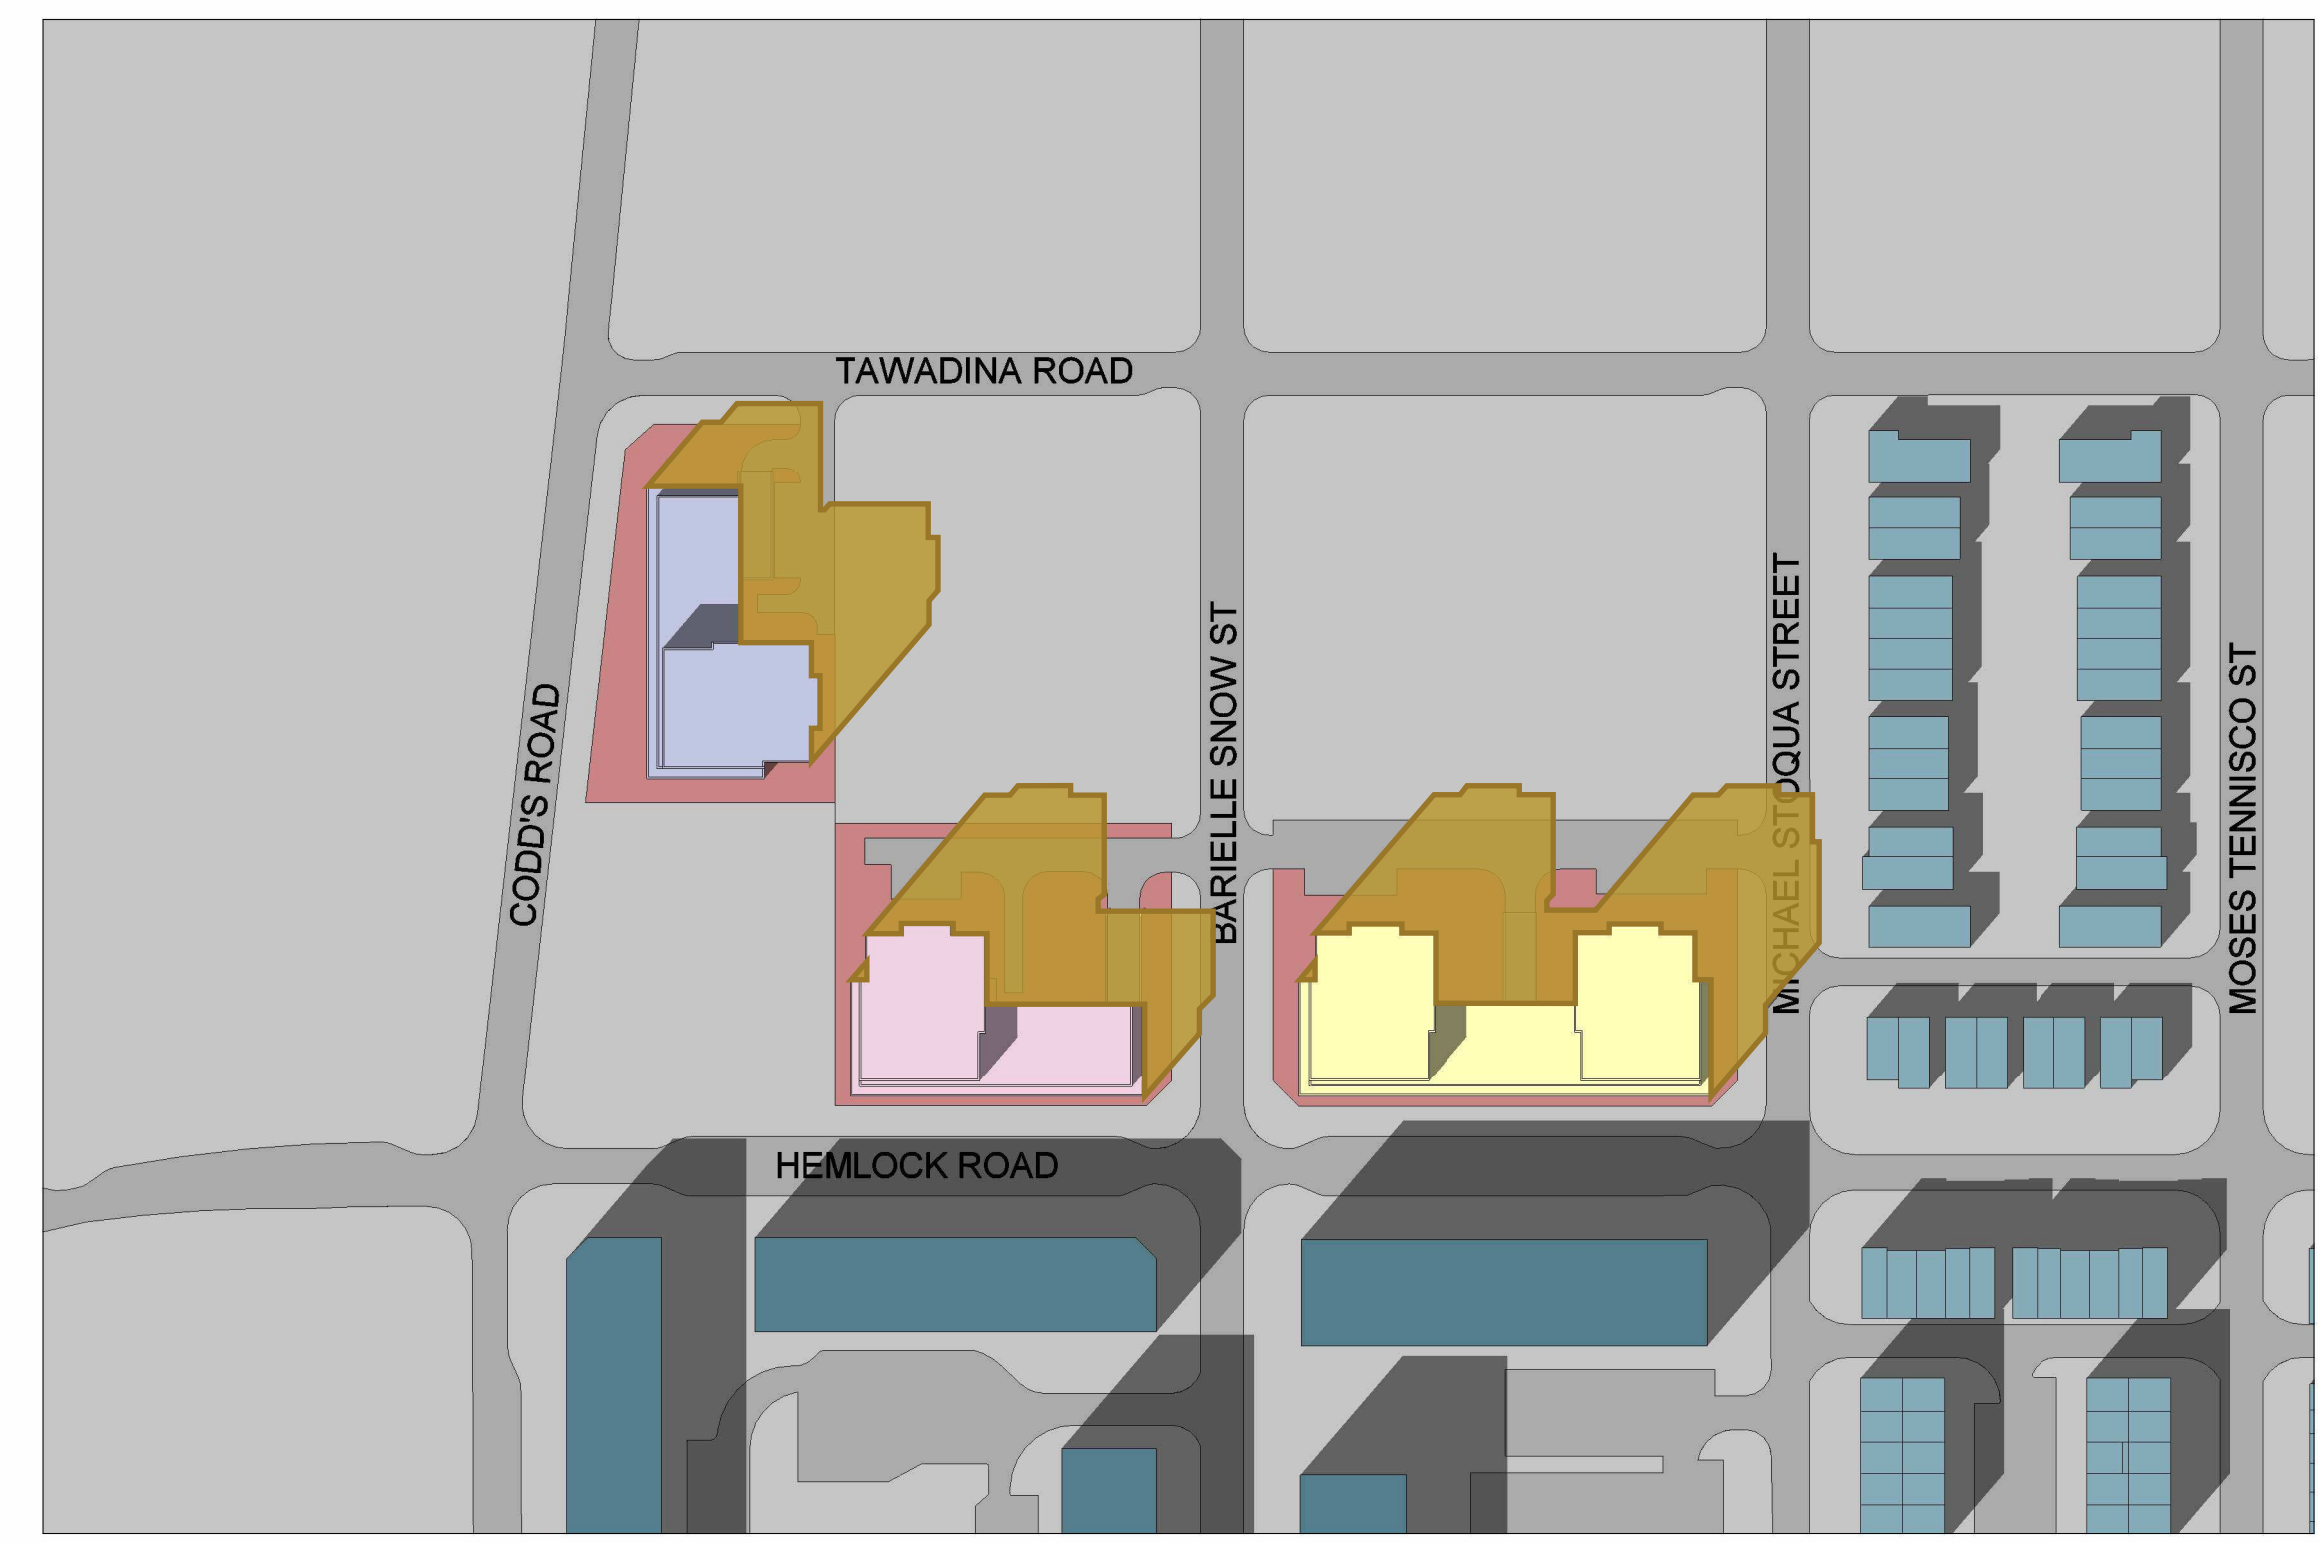 TAWADINA ROAD
CODD'S ROAD
BARIELLE SNOW ST
MICHAEL STOQUA STREET
MOSES TENNISCO ST
HEMLOCK ROAD